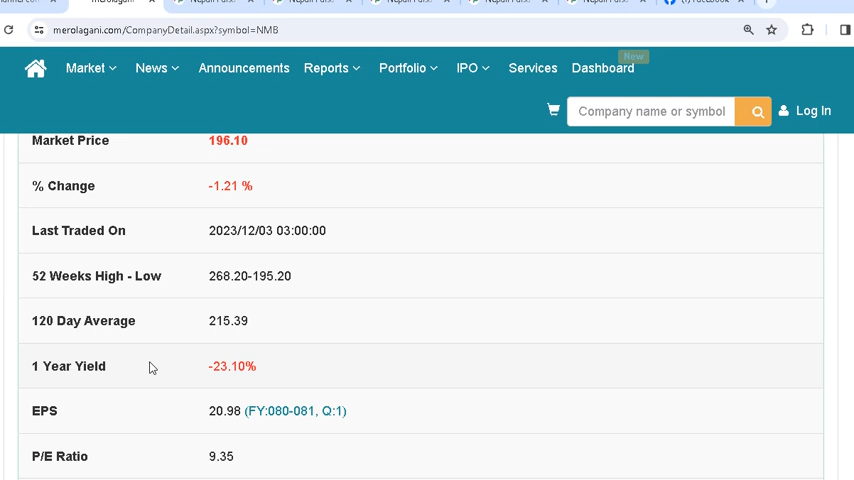 merolagani.com/CompanyDetail.aspx?symbol=NMB
New
Market News Announcements Reports Portfolio IPO Services Dashboard
Company name or symbol Log In
Market Price 196.10
% Change -1.21 %
Last Traded On 2023/12/03 03:00:00
52 Weeks High - Low 268.20-195.20
120 Day Average 215.39
1 Year Yield -23.10%
EPS 20.98 (FY:080-081, Q:1)
P/E Ratio 9.35